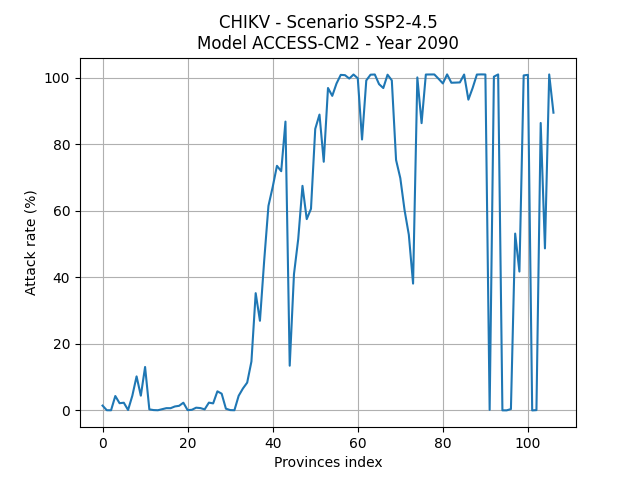 CHIKV - Scenario SSP2-4.5
Model ACCESS-CM2 - Year 2090
Attack rate (%)
100
80
60
40
20
0
0 20 40 60 80 100
Provinces index